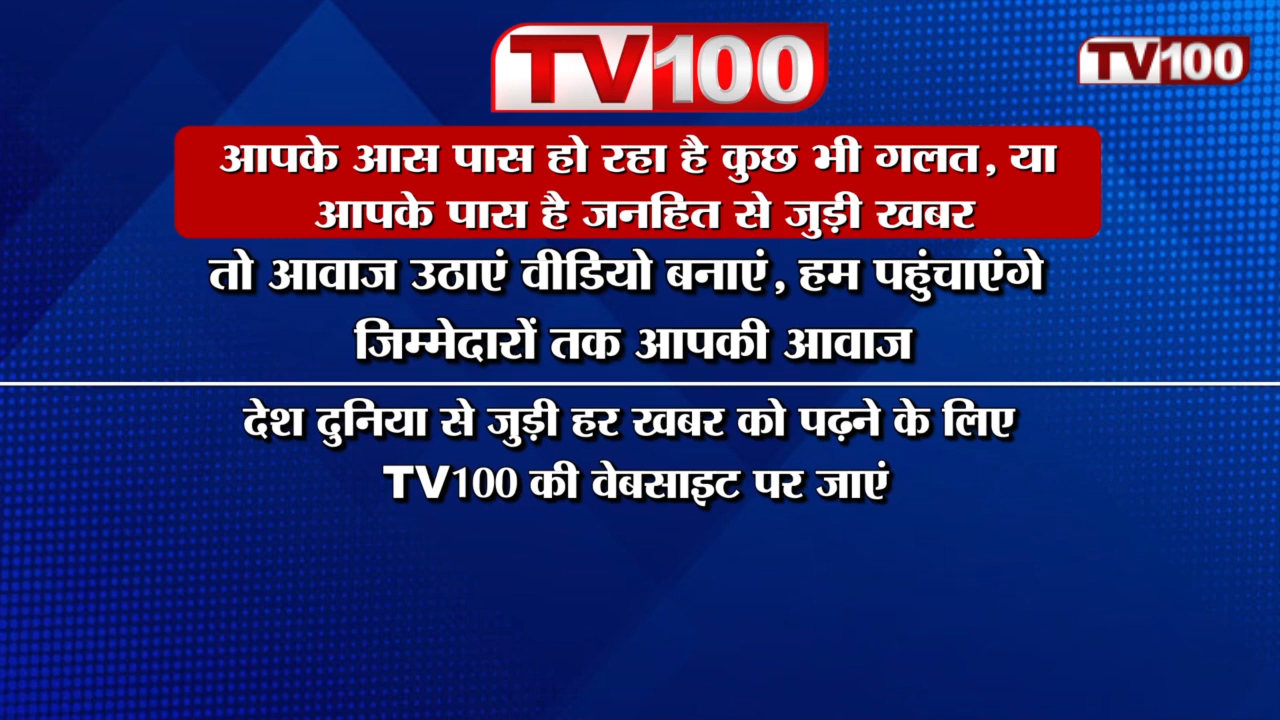 TV100
TV100
आपके आस पास हो रहा है कुछ भी गलत, या
आपके पास है जनहित से जुड़ी खबर
तो आवाज उठाएं वीडियो बनाएं, हम पहुंचाएंगे
जिम्मेदारों तक आपकी आवाज
देश दुनिया से जुड़ी हर खबर को पढ़ने के लिए
TV100 की वेबसाइट पर जाएं